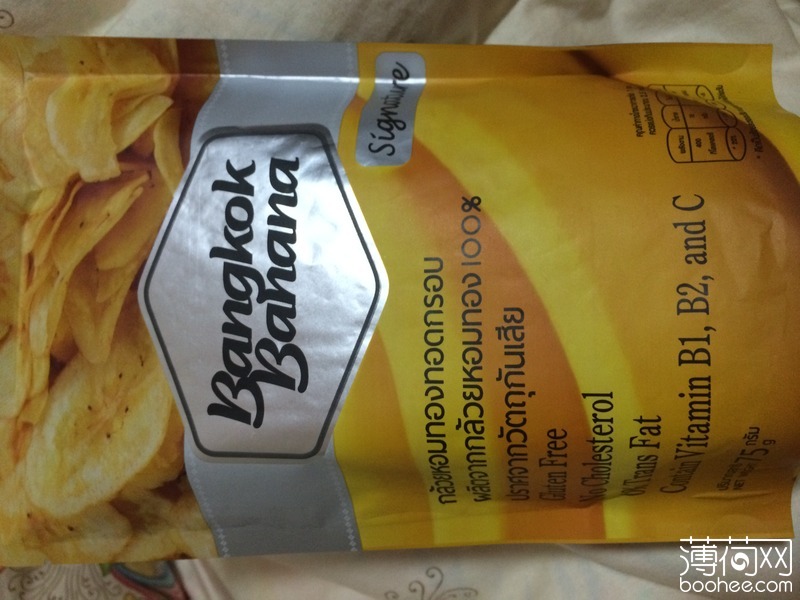 Bangkok
Banana
Signature
กล้วยหอมทองทอดกรอบ
ผลิตจากกล้วยหอมทอง 100%
ปราศจากวัตถุกันเสีย
Gluten Free
No Cholesterol
0% Trans Fat
Contain Vitamin B1, B2, and C
75 กรัม
g
薄荷网
boohee.com